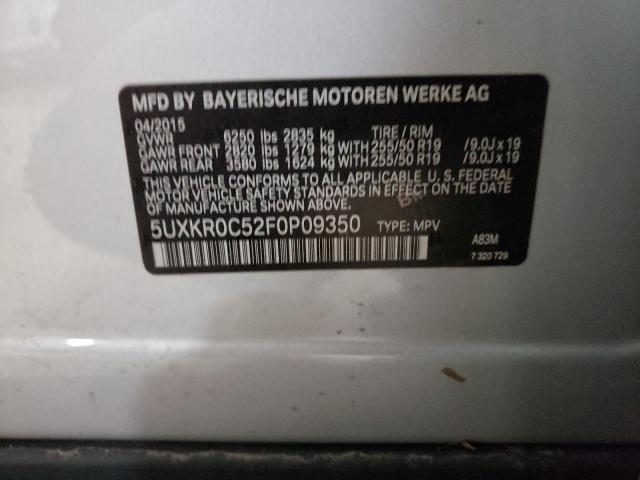 MFD BY BAYERISCHE MOTOREN WERKE AG
04/2015
GVWR 6250 lbs 2835 kg TIRE / RIM
GAWR FRONT 2820 lbs 1279 kg WITH 255/50 R19 /9.0J x 19
GAWR REAR 3580 lbs 1624 kg WITH 255/50 R19 /9.0J x 19
THIS VEHICLE CONFORMS TO ALL APPLICABLE U. S. FEDERAL
MOTOR VEHICLE SAFETY STANDARDS IN EFFECT ON THE DATE
OF MANUFACTURE SHOWN ABOVE.
5UXKR0C52F0P09350 TYPE: MPV
A83M
7 320 729